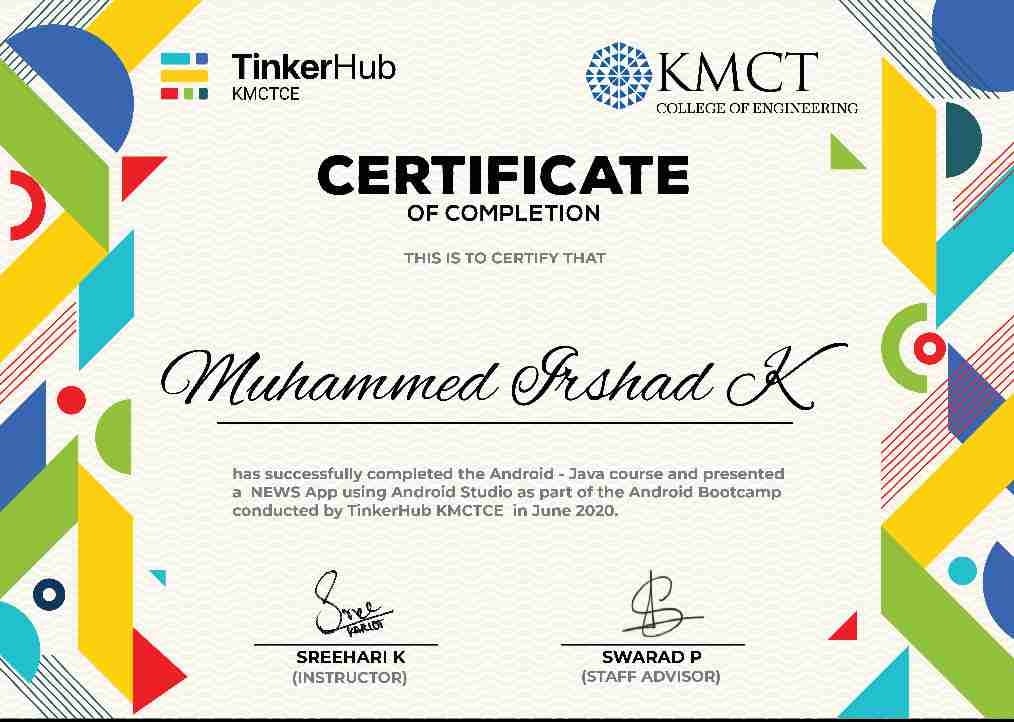 TinkerHub
KMCTCE
KMCT
COLLEGE OF ENGINEERING
CERTIFICATE
OF COMPLETION
THIS IS TO CERTIFY THAT
Muhammed Irshad K
has successfully completed the Android - Java course and presented
a NEWS App using Android Studio as part of the Android Bootcamp
conducted by TinkerHub KMCTCE in June 2020.
Sree
KARIOT
SREEHARI K
(INSTRUCTOR)
SWARAD P
(STAFF ADVISOR)